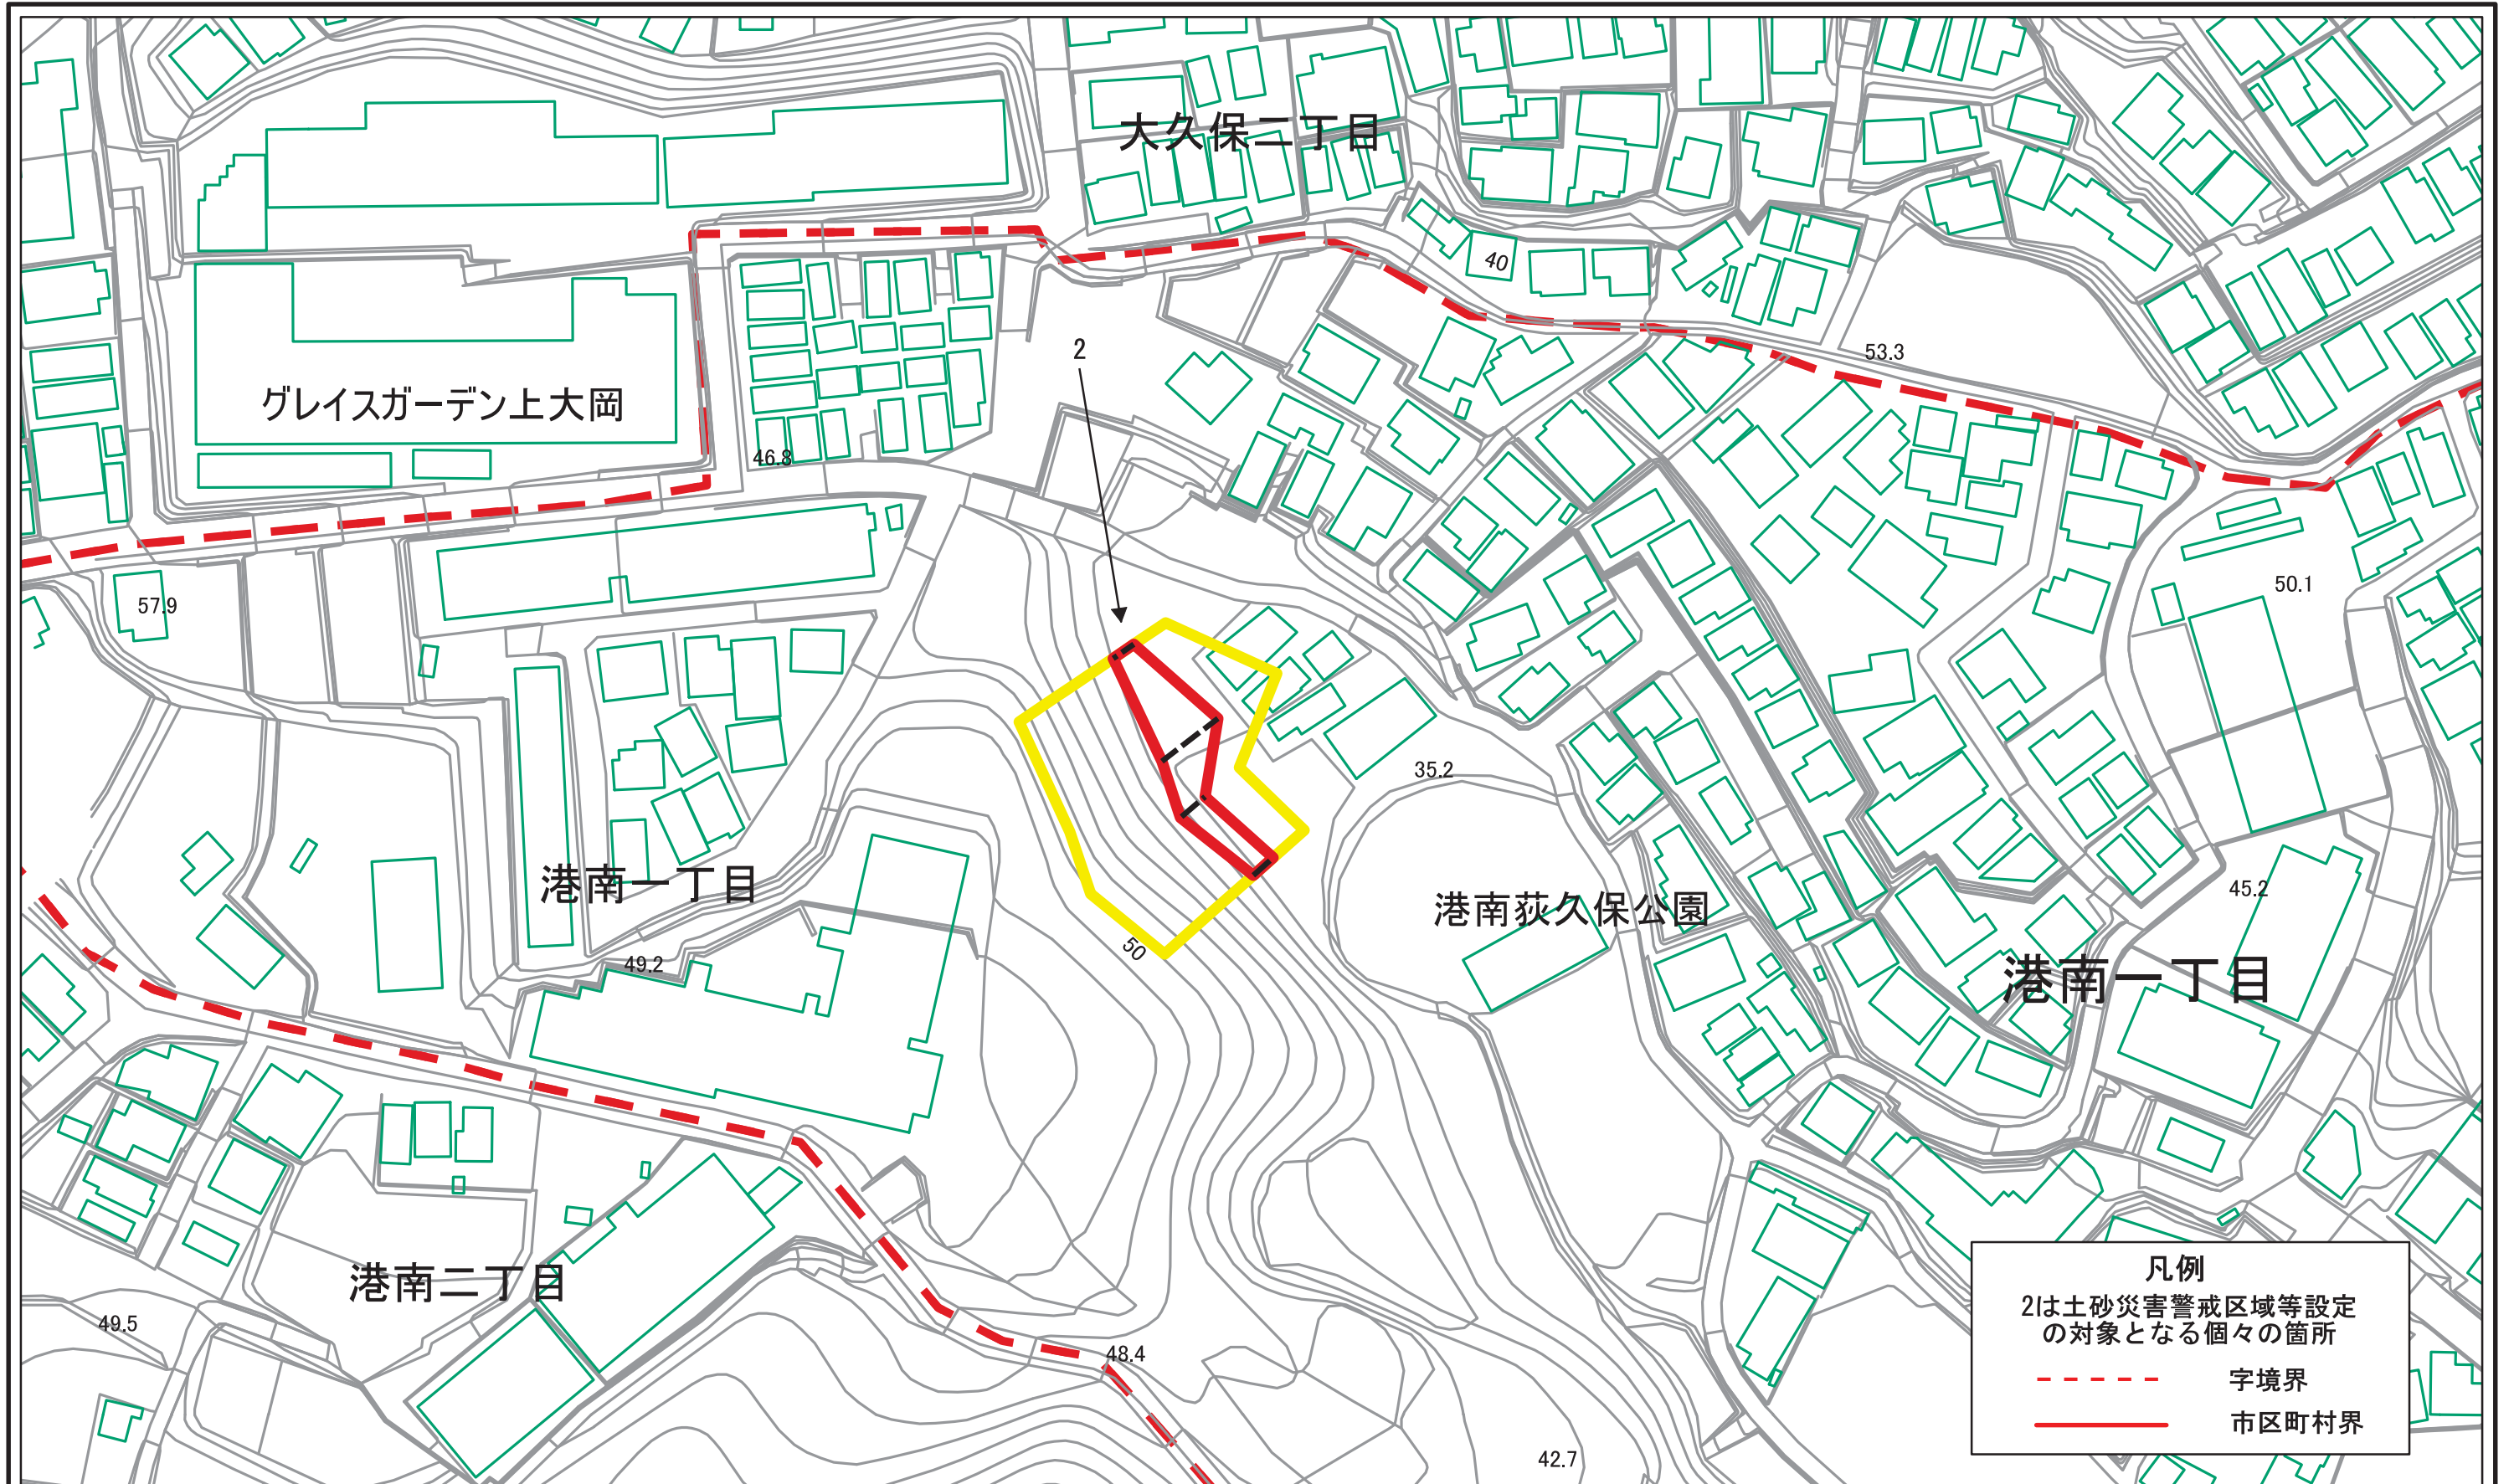 大久保二丁目
40
2
53.3
グレイスガーデン上大岡
46.8
57.9
50.1
35.2
港南一丁目
港南荻久保公園
45.2
50
49.2
港南一丁目
港南二丁目
49.5
48.4
42.7
凡例
2は土砂災害警戒区域等設定
の対象となる個々の箇所
字境界
市区町村界